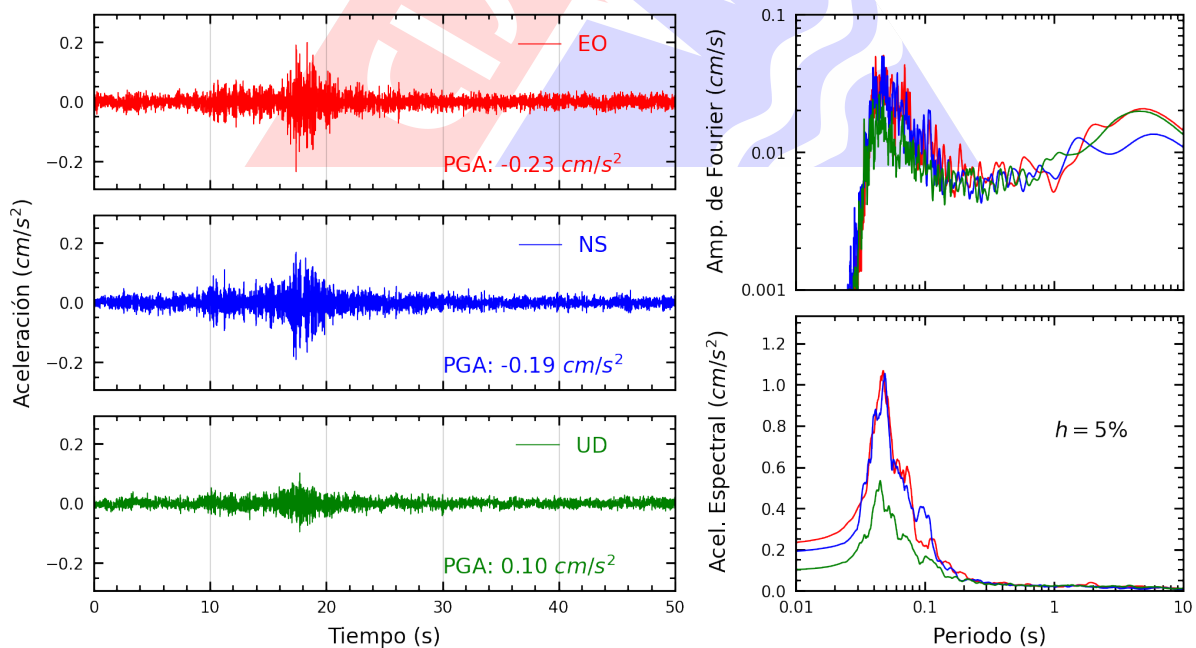 Aceleración (cm/s²)
0.2
0.0
−0.2
EO
PGA: -0.23 cm/s²
0.2
0.0
−0.2
NS
PGA: -0.19 cm/s²
0.2
0.0
−0.2
UD
PGA: 0.10 cm/s²
0 10 20 30 40 50
Tiempo (s)
Amp. de Fourier (cm/s)
0.1
0.01
0.001
Acel. Espectral (cm/s²)
1.2
1.0
0.8
0.6
0.4
0.2
0.0
h = 5%
0.01 0.1 1 10
Periodo (s)